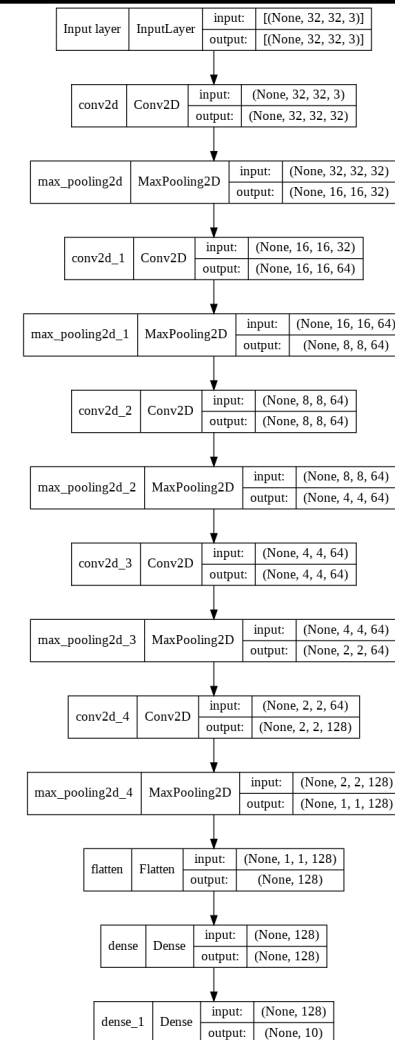 Input layer InputLayer input: [(None, 32, 32, 3)]
output: [(None, 32, 32, 3)]
conv2d Conv2D input: (None, 32, 32, 3)
output: (None, 32, 32, 32)
max_pooling2d MaxPooling2D input: (None, 32, 32, 32)
output: (None, 16, 16, 32)
conv2d_1 Conv2D input: (None, 16, 16, 32)
output: (None, 16, 16, 64)
max_pooling2d_1 MaxPooling2D input: (None, 16, 16, 64)
output: (None, 8, 8, 64)
conv2d_2 Conv2D input: (None, 8, 8, 64)
output: (None, 8, 8, 64)
max_pooling2d_2 MaxPooling2D input: (None, 8, 8, 64)
output: (None, 4, 4, 64)
conv2d_3 Conv2D input: (None, 4, 4, 64)
output: (None, 4, 4, 64)
max_pooling2d_3 MaxPooling2D input: (None, 4, 4, 64)
output: (None, 2, 2, 64)
conv2d_4 Conv2D input: (None, 2, 2, 64)
output: (None, 2, 2, 128)
max_pooling2d_4 MaxPooling2D input: (None, 2, 2, 128)
output: (None, 1, 1, 128)
flatten Flatten input: (None, 1, 1, 128)
output: (None, 128)
dense Dense input: (None, 128)
output: (None, 128)
dense_1 Dense input: (None, 128)
output: (None, 10)